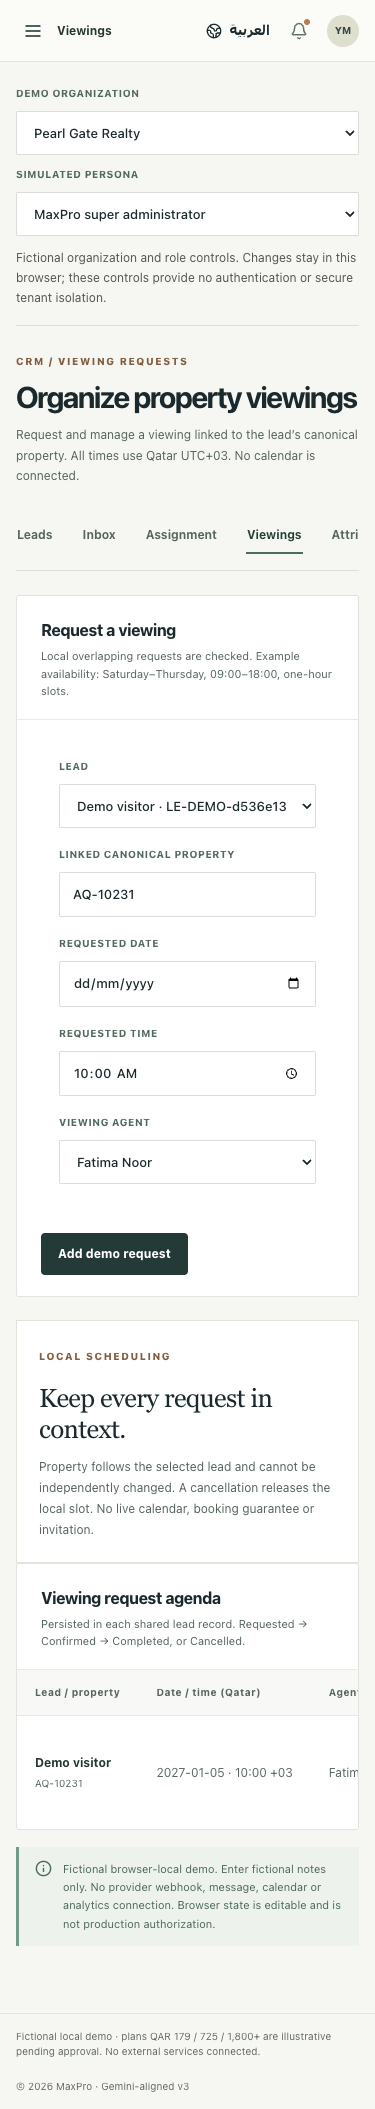 Viewings
العربية
YM
DEMO ORGANIZATION
Pearl Gate Realty
SIMULATED PERSONA
MaxPro super administrator
Fictional organization and role controls. Changes stay in this
browser; these controls provide no authentication or secure
tenant isolation.
CRM / VIEWING REQUESTS
Organize property viewings
Request and manage a viewing linked to the lead's canonical
property. All times use Qatar UTC+03. No calendar is
connected.
Leads Inbox Assignment Viewings Attri
Request a viewing
Local overlapping requests are checked. Example
availability: Saturday–Thursday, 09:00–18:00, one-hour
slots.
LEAD
Demo visitor · LE-DEMO-d536e13
LINKED CANONICAL PROPERTY
AQ-10231
REQUESTED DATE
dd/mm/yyyy
REQUESTED TIME
10:00 AM
VIEWING AGENT
Fatima Noor
Add demo request
LOCAL SCHEDULING
Keep every request in
context.
Property follows the selected lead and cannot be
independently changed. A cancellation releases the
local slot. No live calendar, booking guarantee or
invitation.
Viewing request agenda
Persisted in each shared lead record. Requested →
Confirmed → Completed, or Cancelled.
Lead / property Date / time (Qatar) Agent
Demo visitor
AQ-10231
2027-01-05 · 10:00 +03 Fatim
Fictional browser-local demo. Enter fictional notes
only. No provider webhook, message, calendar or
analytics connection. Browser state is editable and is
not production authorization.
Fictional local demo · plans QAR 179 / 725 / 1,800+ are illustrative
pending approval. No external services connected.
© 2026 MaxPro · Gemini-aligned v3